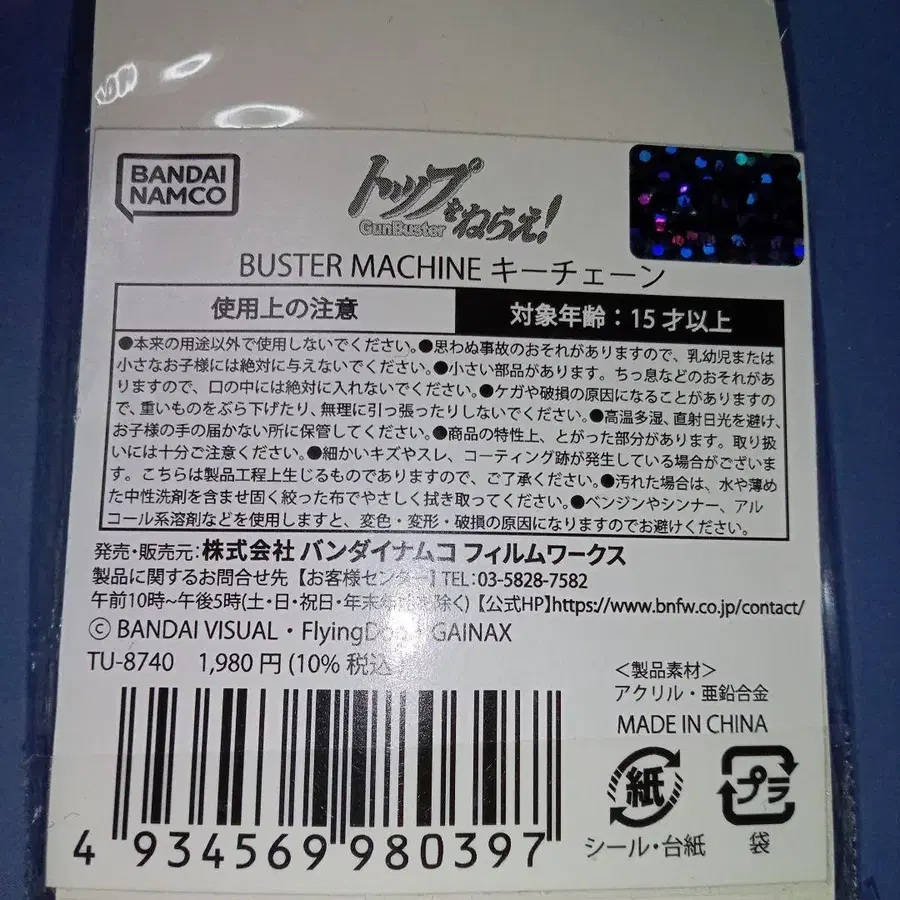 BANDAI
NAMCO
トップをねらえ!
GunBuster
BUSTER MACHINE キーチェーン
使用上の注意
対象年齢:15才以上
●本来の用途以外で使用しないでください。●思わぬ事故のおそれがありますので、乳幼児または
小さなお子様には絶対に与えないでください。●小さい部品があります。ちっ息などのおそれがあ
りますので、口の中には絶対に入れないでください。●ケガや破損の原因になることがありますの
で、重いものをぶら下げたり、無理に引っ張ったりしないでください。●高温多湿、直射日光を避け、
お子様の手の届かない所に保管してください。●商品の特性上、とがった部分があります。取り扱
いには十分ご注意ください。●細かいキズやスレ、コーティング跡が発生している場合がございま
す。こちらは製品工程上生じるものでありますので、ご了承ください。●汚れた場合は、水や薄め
た中性洗剤を含ませ固く絞った布でやさしく拭き取ってください。●ベンジンやシンナー、アル
コール系溶剤などを使用しますと、変色・変形・破損の原因になりますのでお避けください。
発売・販売元:株式会社 バンダイナムコ フィルムワークス
製品に関するお問合せ先【お客様センター】TEL:03-5828-7582
午前10時~午後5時(土・日・祝日・年末年始を除く)【公式HP】https://www.bnfw.co.jp/contact/
© BANDAI VISUAL・FlyingDog・GAINAX
TU-8740 1,980円(10%税込)
<製品素材>
アクリル・亜鉛合金
MADE IN CHINA
紙
プラ
シール・台紙
袋
4 934569 980397